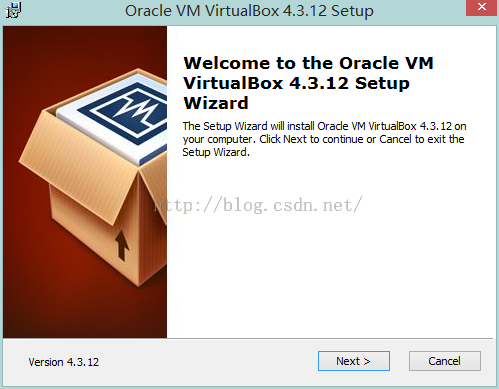 Oracle VM VirtualBox 4.3.12 Setup
Welcome to the Oracle VM
VirtualBox 4.3.12 Setup
Wizard
The Setup Wizard will install Oracle VM VirtualBox 4.3.12 on
your computer. Click Next to continue or Cancel to exit the
Setup Wizard.
http://blog.csdn.net/
Version 4.3.12
Next >
Cancel